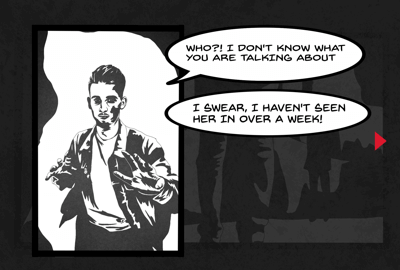 WHO?! I DON'T KNOW WHAT
YOU ARE TALKING ABOUT
I SWEAR, I HAVEN'T SEEN
HER IN OVER A WEEK!